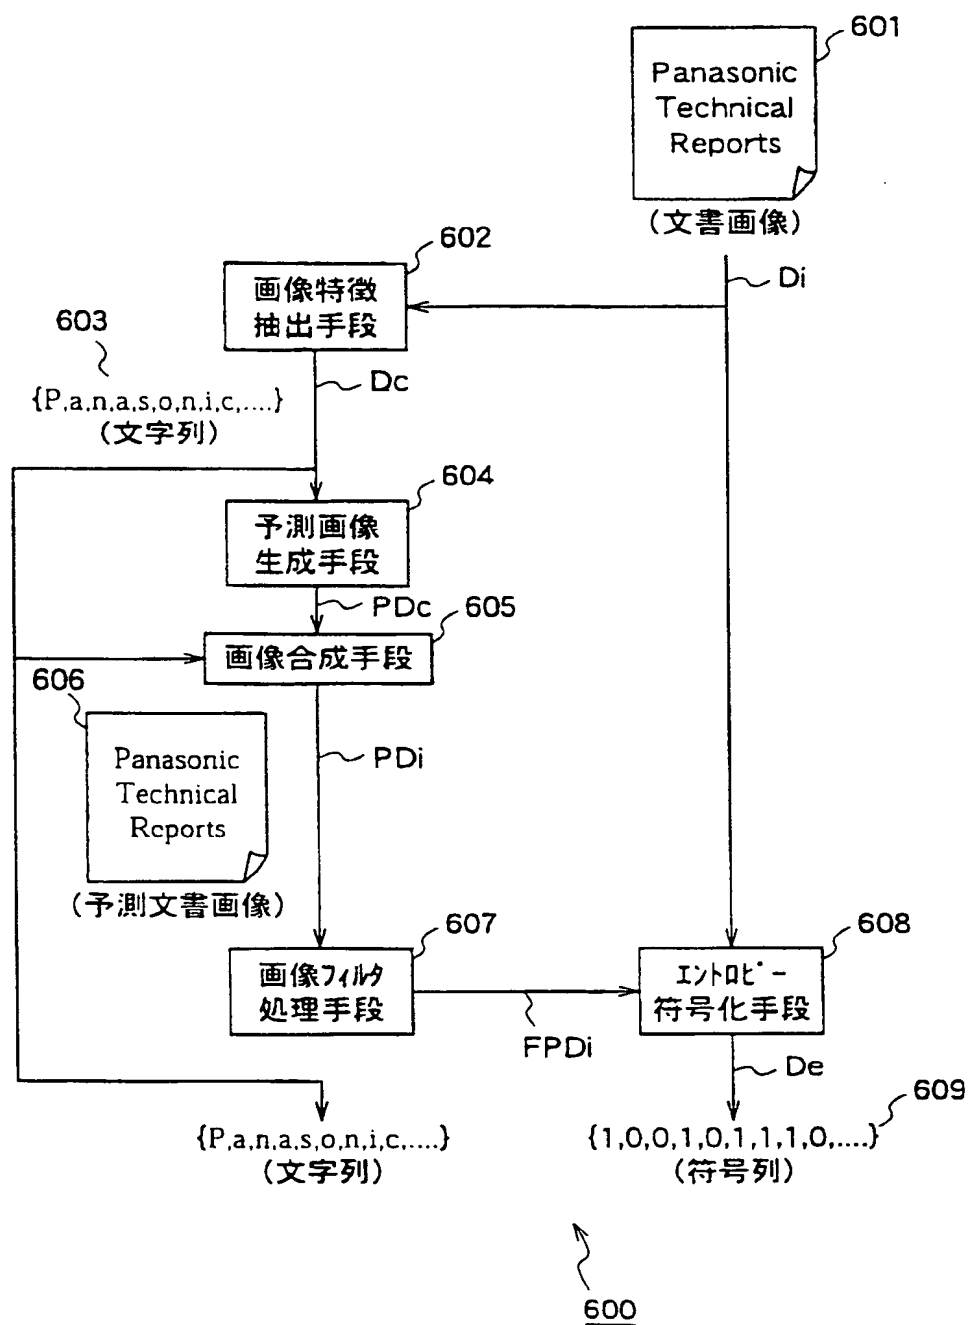 601
Panasonic
Technical
Reports
(文書画像)
602
画像特徴
抽出手段
Di
603
Dc
{P,a,n,a,s,o,n,i,c,....}
(文字列)
604
予測画像
生成手段
PDc
605
画像合成手段
606
Panasonic
Technical
Reports
PDi
(予測文書画像)
607
画像フィルタ
処理手段
608
エントロピー
符号化手段
FPDi
De
609
{P,a,n,a,s,o,n,i,c,....}
(文字列)
{1,0,0,1,0,1,1,1,0,....}
(符号列)
600